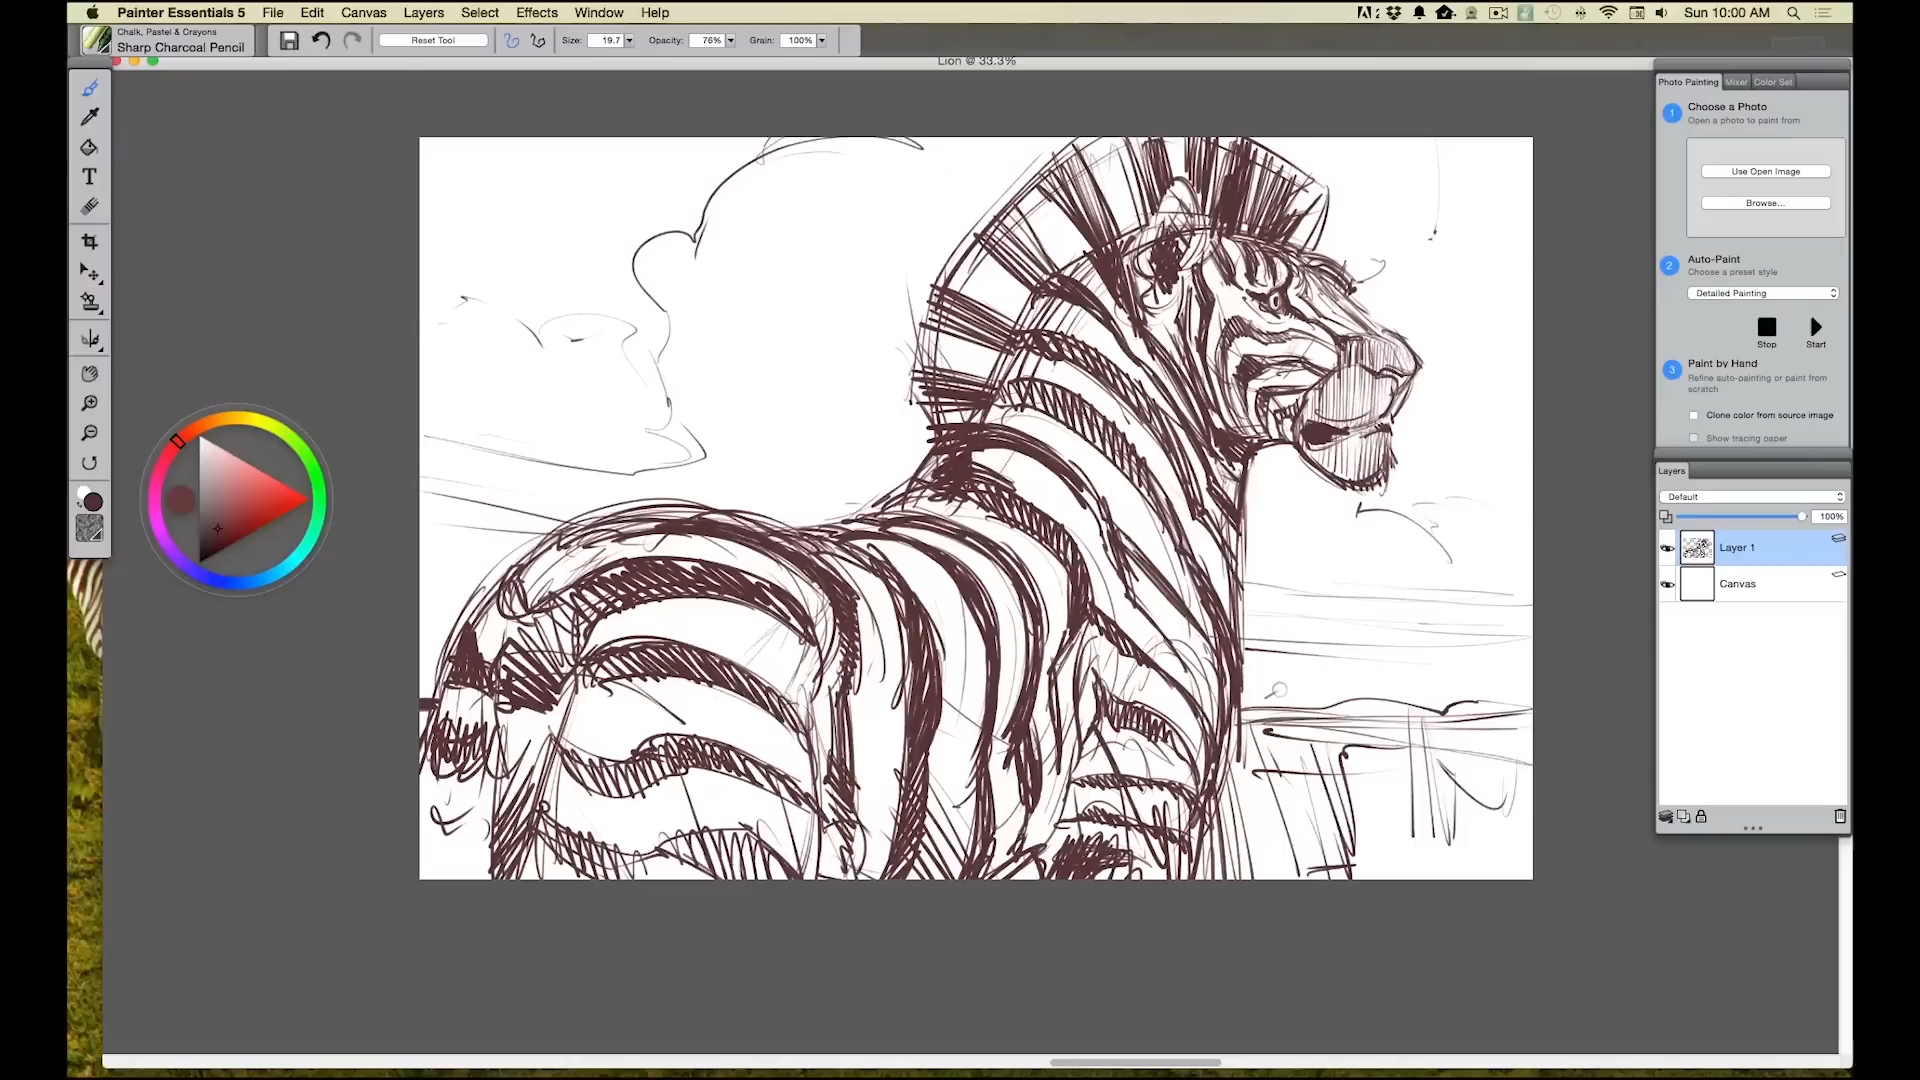 Painter Essentials 5 File Edit Canvas Layers Select Effects Window Help
Sun 10:00 AM
Chalk, Pastel & Crayons
Sharp Charcoal Pencil
Reset Tool
Size: 19.7
Opacity: 76%
Grain: 100%
Lion @ 33.3%
T
Photo Painting Mixer Color Set
1 Choose a Photo
Open a photo to paint from
Use Open Image
Browse...
2 Auto-Paint
Choose a preset style
Detailed Painting
Stop Start
3 Paint by Hand
Refine auto-painting or paint from
scratch
Clone color from source image
Show tracing paper
Layers
Default
100%
Layer 1
Canvas